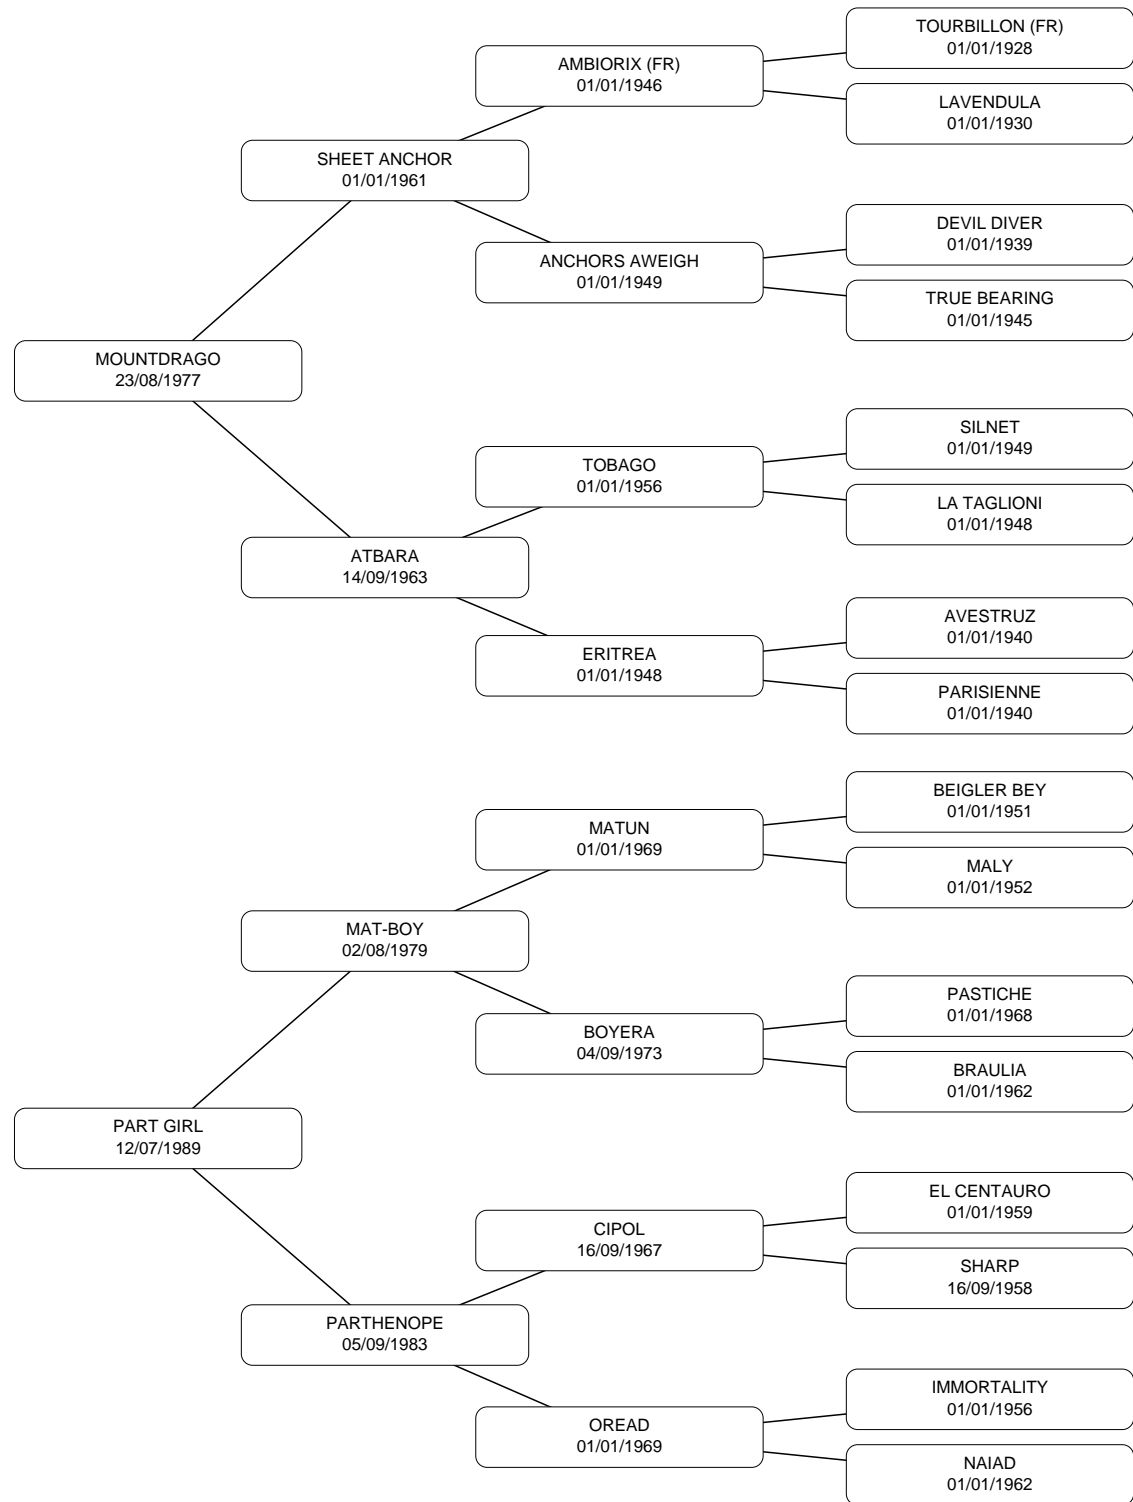 TOURBILLON (FR)
01/01/1928
AMBIORIX (FR)
01/01/1946
LAVENDULA
01/01/1930
SHEET ANCHOR
01/01/1961
DEVIL DIVER
01/01/1939
ANCHORS AWEIGH
01/01/1949
TRUE BEARING
01/01/1945
MOUNTDRAGO
23/08/1977
SILNET
01/01/1949
TOBAGO
01/01/1956
LA TAGLIONI
01/01/1948
ATBARA
14/09/1963
AVESTRUZ
01/01/1940
ERITREA
01/01/1948
PARISIENNE
01/01/1940
BEIGLER BEY
01/01/1951
MATUN
01/01/1969
MALY
01/01/1952
MAT-BOY
02/08/1979
PASTICHE
01/01/1968
BOYERA
04/09/1973
BRAULIA
01/01/1962
PART GIRL
12/07/1989
EL CENTAURO
01/01/1959
CIPOL
16/09/1967
SHARP
16/09/1958
PARTHENOPE
05/09/1983
IMMORTALITY
01/01/1956
OREAD
01/01/1969
NAIAD
01/01/1962